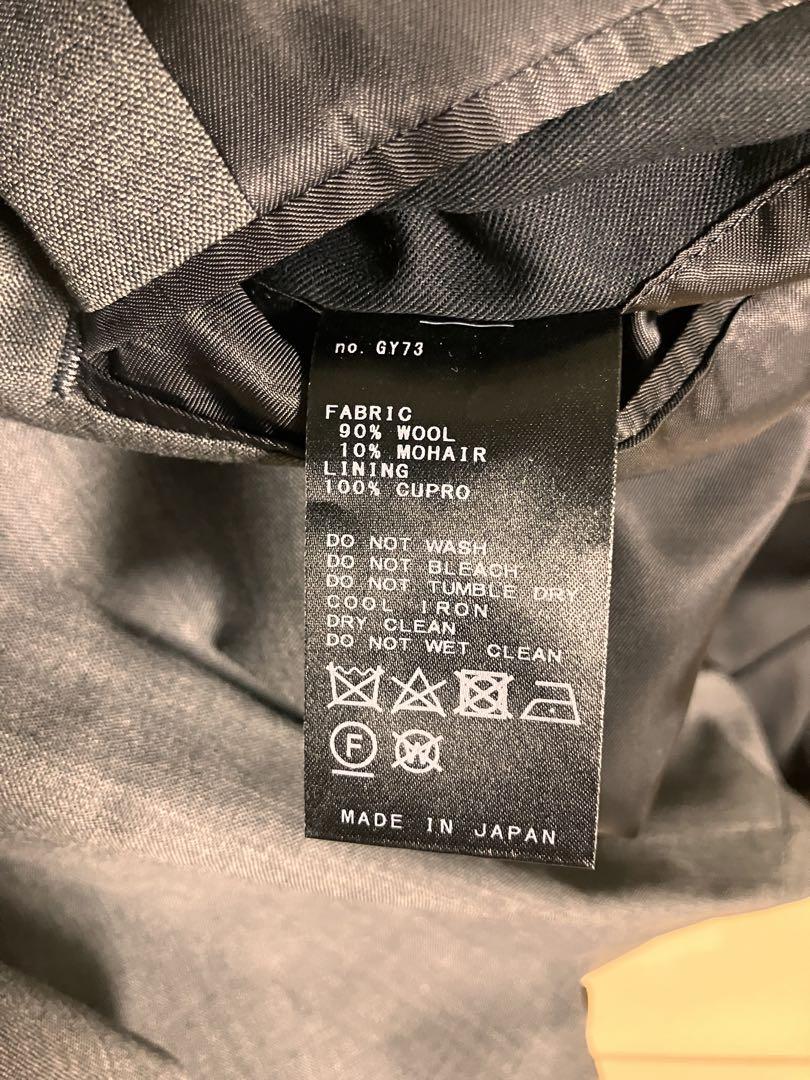 no. GY73
FABRIC
90% WOOL
10% MOHAIR
LINING
100% CUPRO
DO NOT WASH
DO NOT BLEACH
DO NOT TUMBLE DRY
COOL IRON
DRY CLEAN
DO NOT WET CLEAN
F W
MADE IN JAPAN